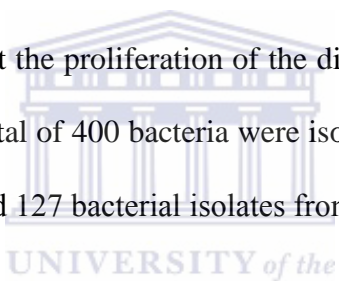 t the proliferation of the di
tal of 400 bacteria were iso
d 127 bacterial isolates from
UNIVERSITY of the